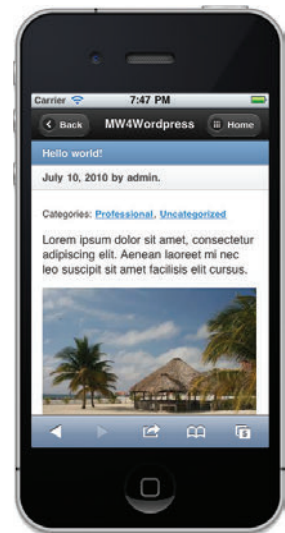 Carrier 7:47 PM
Back MW4Wordpress Home
Hello world!
July 10, 2010 by admin.
Categories: Professional, Uncategorized
Lorem ipsum dolor sit amet, consectetur
adipiscing elit. Aenean laoreet mi nec
leo suscipit sit amet facilisis elit cursus.